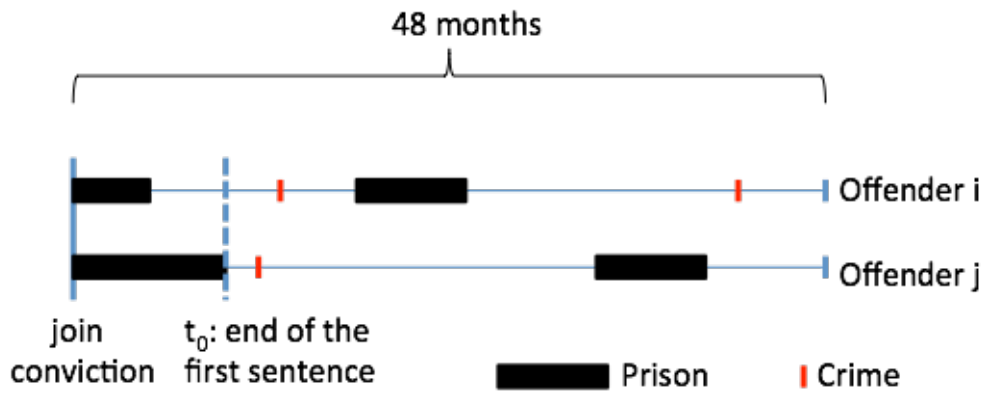 48 months
Offender i
Offender j
join
conviction
t₀: end of the
first sentence
Prison
Crime